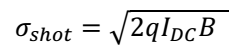 σ_shot = √(2qI_DC B)